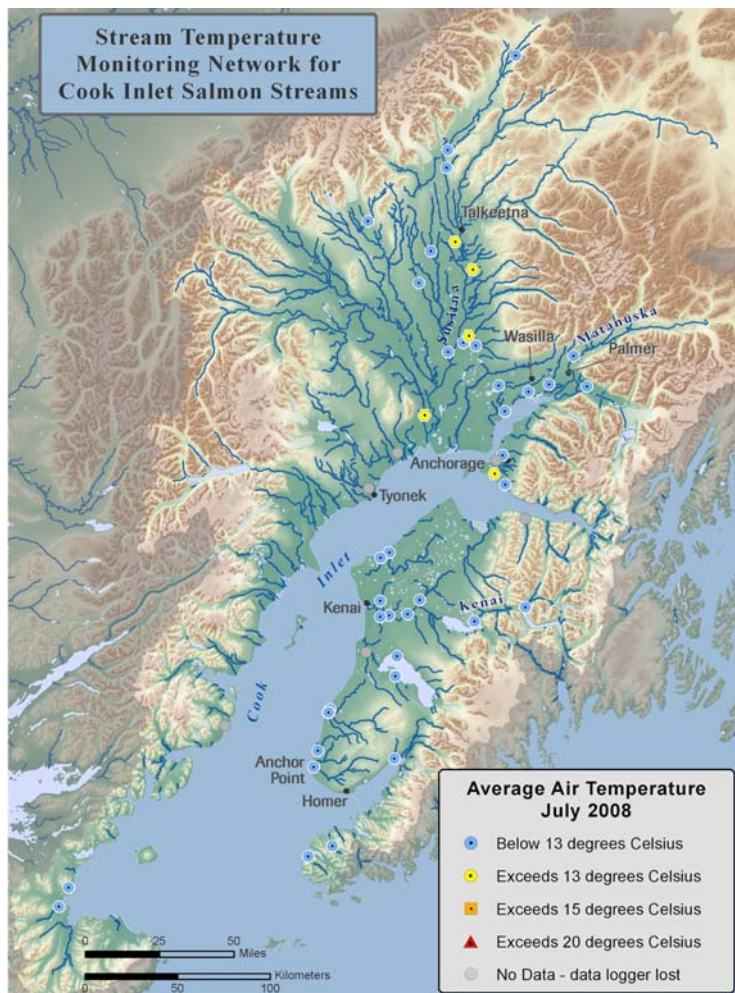 Stream Temperature
Monitoring Network for
Cook Inlet Salmon Streams
Talkeetna
Susitna
Wasilla
Matanuska
Palmer
Anchorage
Tyonek
Cook Inlet
Kenai
Kenai
Anchor
Point
Homer
Average Air Temperature
July 2008
Below 13 degrees Celsius
Exceeds 13 degrees Celsius
Exceeds 15 degrees Celsius
Exceeds 20 degrees Celsius
No Data - data logger lost
0 25 50
Miles
Kilometers
0 50 100